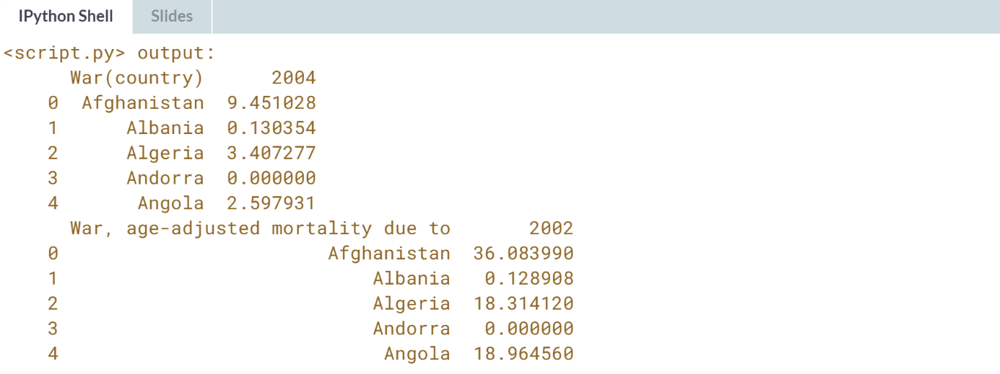 IPython Shell Slides
<script.py> output:
War(country) 2004
0 Afghanistan 9.451028
1 Albania 0.130354
2 Algeria 3.407277
3 Andorra 0.000000
4 Angola 2.597931
War, age-adjusted mortality due to 2002
0 Afghanistan 36.083990
1 Albania 0.128908
2 Algeria 18.314120
3 Andorra 0.000000
4 Angola 18.964560